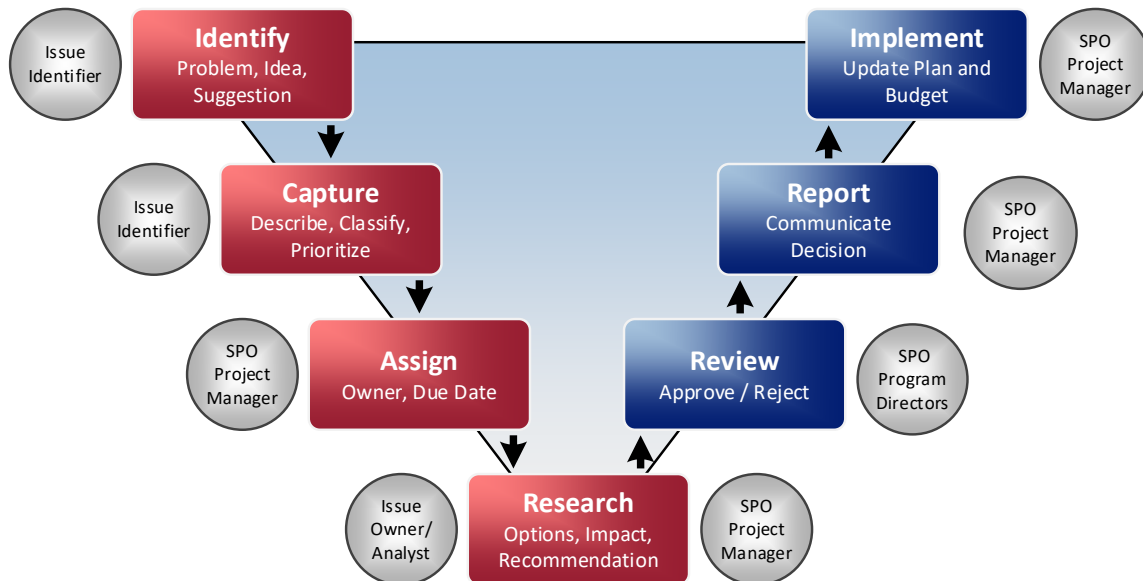 Issue
Identifier
Identify
Problem, Idea,
Suggestion
Implement
Update Plan and
Budget
SPO
Project
Manager
Issue
Identifier
Capture
Describe, Classify,
Prioritize
Report
Communicate
Decision
SPO
Project
Manager
SPO
Project
Manager
Assign
Owner, Due Date
Review
Approve / Reject
SPO
Program
Directors
Issue
Owner/
Analyst
Research
Options, Impact,
Recommendation
SPO
Project
Manager